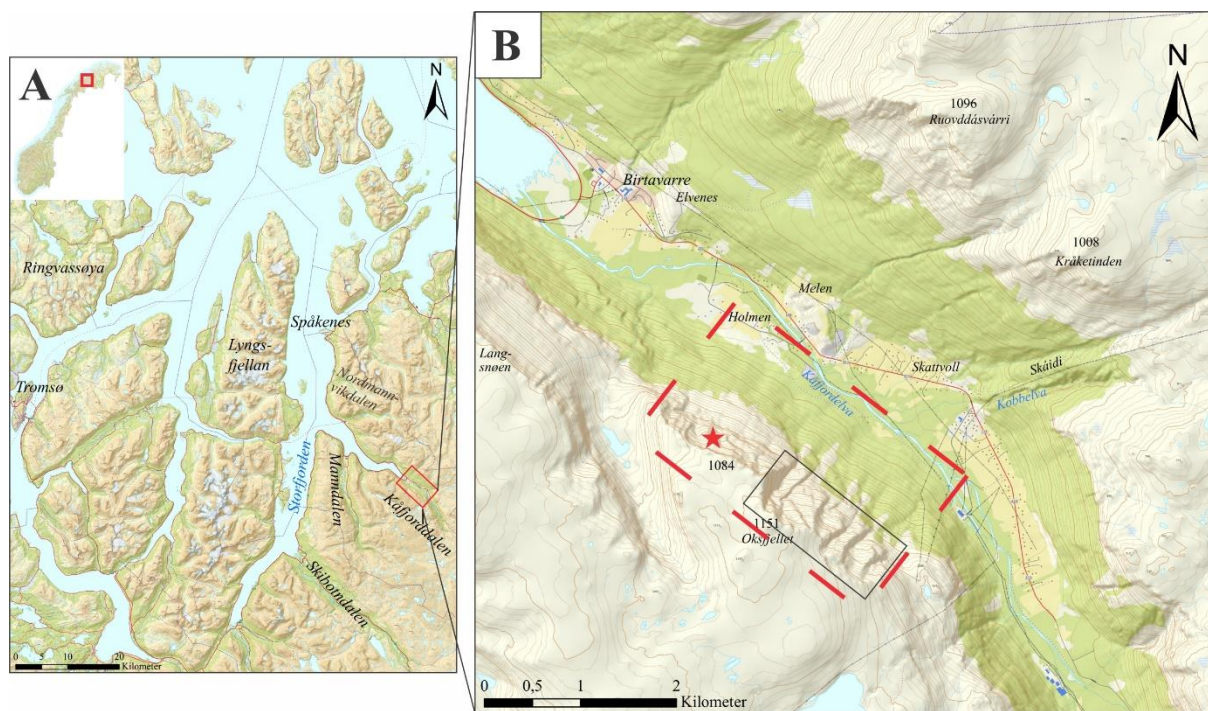 A
N
Ringvassøya
Spåkenes
Lyngs-
fjellan
Tromsø
Nordmann-
vikdalen
Storfjorden
Manndalen
Kåfjorddalen
Skibotndalen
0 5 10 20
Kilometer
B
N
1096
Ruovddásvárri
Birtavarre
Elvenes
1008
Kråketinden
Melen
Holmen
Lang-
snøen
Skattvoll
Skáidi
Kåfjordelva
Kobbelva
1084
1151
Oksfjellet
0 0,5 1 2
Kilometer